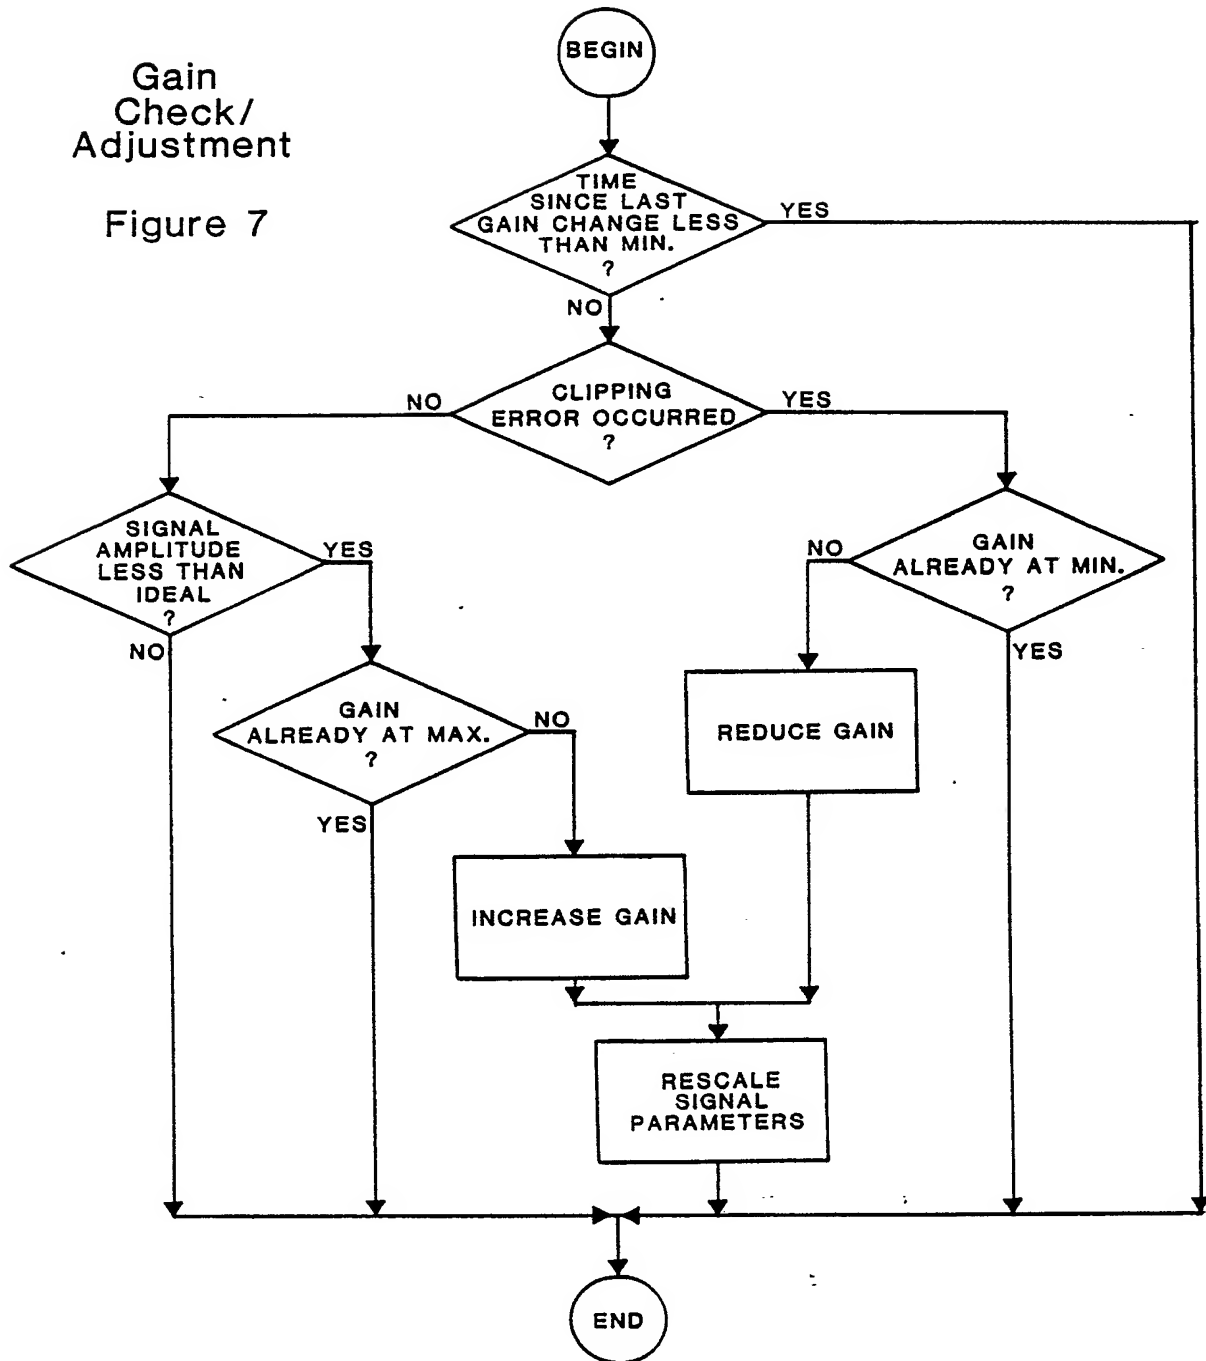 Gain
Check/
Adjustment
Figure 7
BEGIN
TIME
SINCE LAST
GAIN CHANGE LESS
THAN MIN.
?
YES
NO
CLIPPING
ERROR OCCURRED
?
NO
YES
SIGNAL
AMPLITUDE
LESS THAN
IDEAL
?
YES
NO
GAIN
ALREADY AT MIN.
?
NO
YES
GAIN
ALREADY AT MAX.
?
NO
YES
REDUCE GAIN
INCREASE GAIN
RESCALE
SIGNAL
PARAMETERS
END